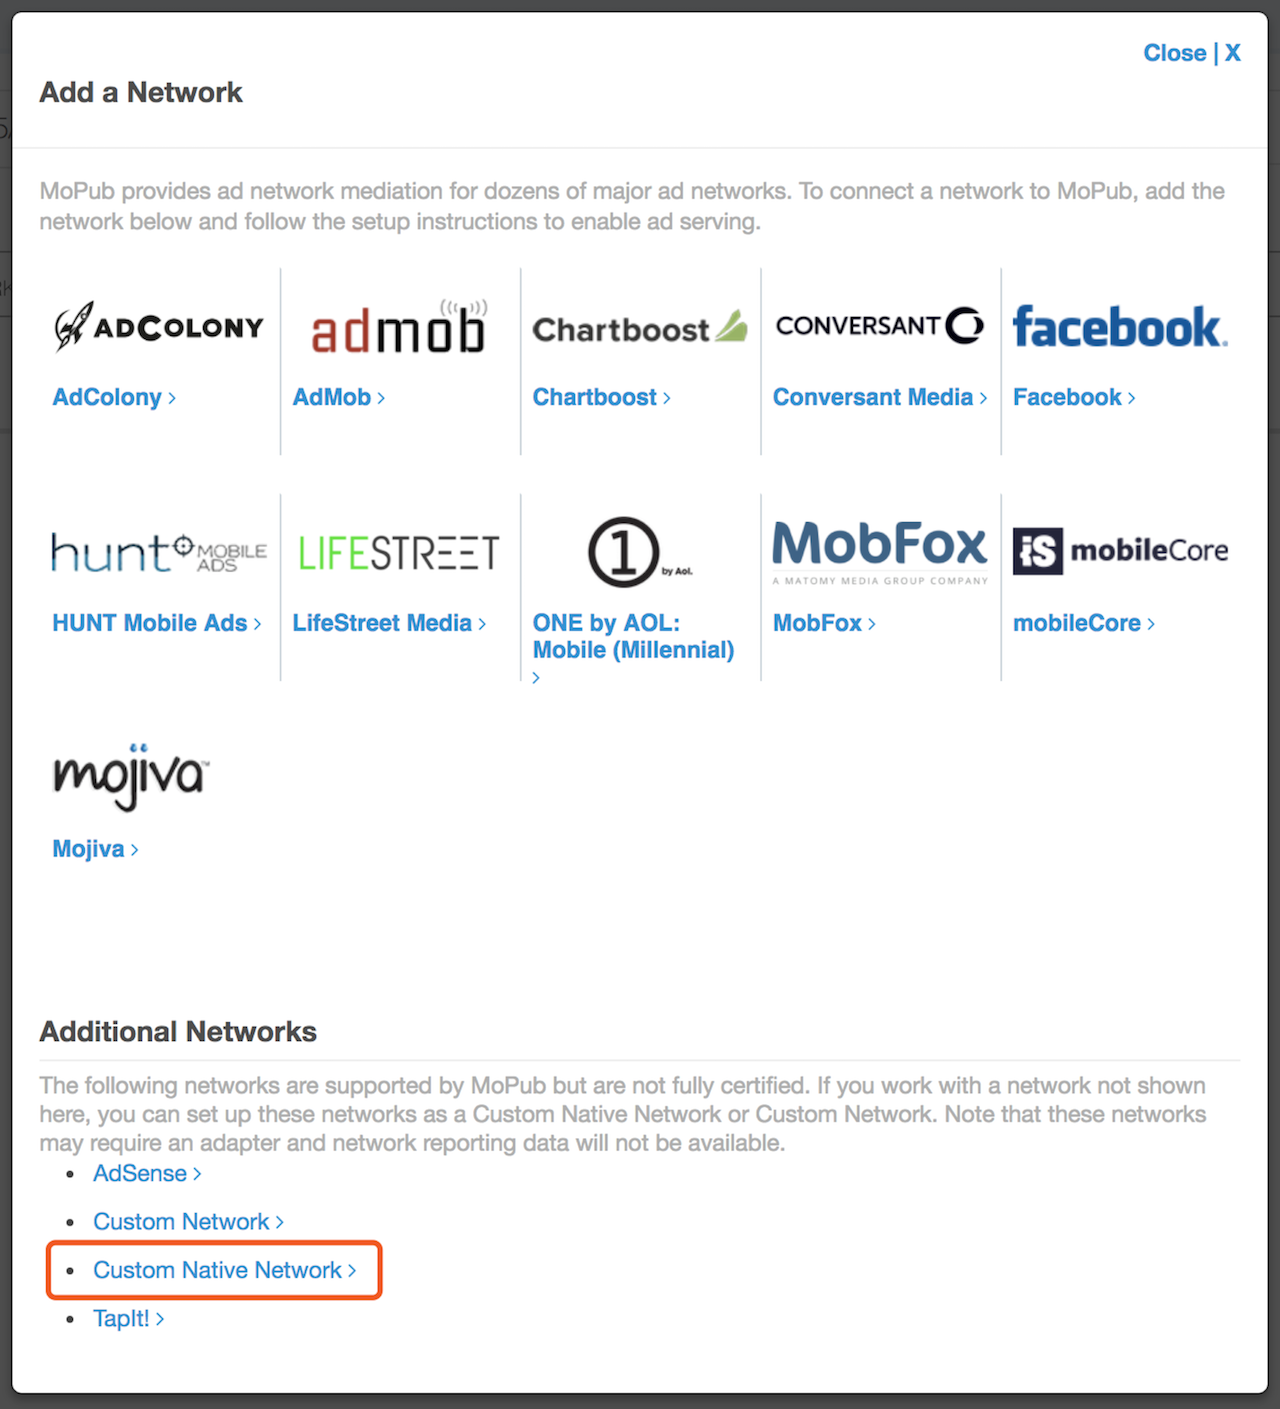 Close | X
Add a Network
MoPub provides ad network mediation for dozens of major ad networks. To connect a network to MoPub, add the
network below and follow the setup instructions to enable ad serving.
ADCOLONY
admob
Chartboost
CONVERSANT
facebook.
AdColony ›
AdMob ›
Chartboost ›
Conversant Media ›
Facebook ›
hunt MOBILE ADS
LIFESTREET
1 by Aol.
MobFox
A MATOMY MEDIA GROUP COMPANY
iS mobileCore
HUNT Mobile Ads ›
LifeStreet Media ›
ONE by AOL:
Mobile (Millennial)
›
MobFox ›
mobileCore ›
mojiva™
Mojiva ›
Additional Networks
The following networks are supported by MoPub but are not fully certified. If you work with a network not shown
here, you can set up these networks as a Custom Native Network or Custom Network. Note that these networks
may require an adapter and network reporting data will not be available.
• AdSense ›
• Custom Network ›
• Custom Native Network ›
• TapIt! ›